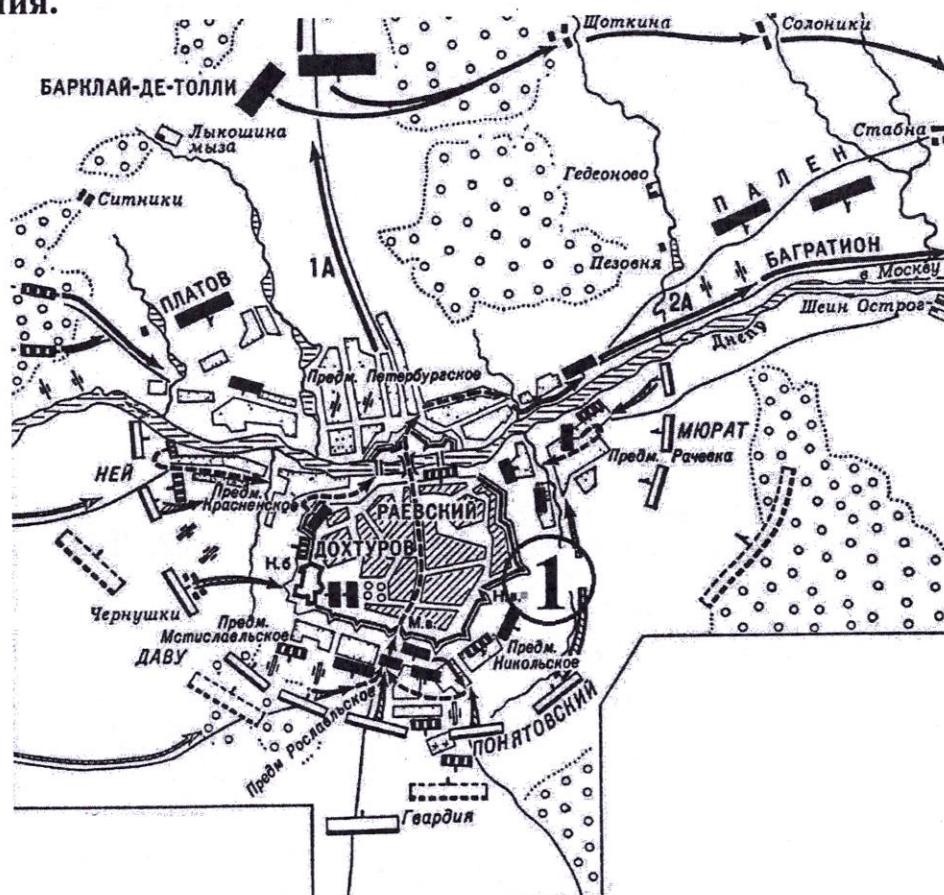 ния.
Шоткина
Солоники
БАРКЛАЙ-ДЕ-ТОЛЛИ
Лыкошина
мыза
Стабна
Гедеоново
Ситники
ПАЛЕН
1А
Пезовня
БАГРАТИОН
в Москву
ПЛАТОВ
2А
Шеин Острог
Днепр
Предм. Петербургское
МЮРАТ
НЕЙ
Предм. Рачевка
Предм.
Красненское
РАЕВСКИЙ
ДОХТУРОВ
Н.б
1
Н.в.
Чернушки
М.в.
Предм.
Мстиславльское
Предм.
Никольское
ДАВУ
Предм Рославльское
ПОНЯТОВСКИЙ
Гвардия